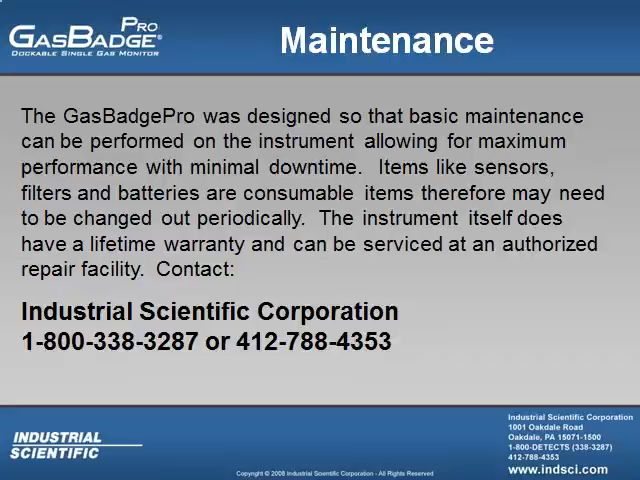 GASBADGE PRO®
DOCKABLE SINGLE GAS MONITOR
Maintenance
The GasBadgePro was designed so that basic maintenance
can be performed on the instrument allowing for maximum
performance with minimal downtime. Items like sensors,
filters and batteries are consumable items therefore may need
to be changed out periodically. The instrument itself does
have a lifetime warranty and can be serviced at an authorized
repair facility. Contact:
Industrial Scientific Corporation
1-800-338-3287 or 412-788-4353
INDUSTRIAL
SCIENTIFIC
Copyright © 2008 Industrial Scientific Corporation - All Rights Reserved
Industrial Scientific Corporation
1001 Oakdale Road
Oakdale, PA 15071-1500
1-800-DETECTS (338-3287)
412-788-4353
www.indsci.com